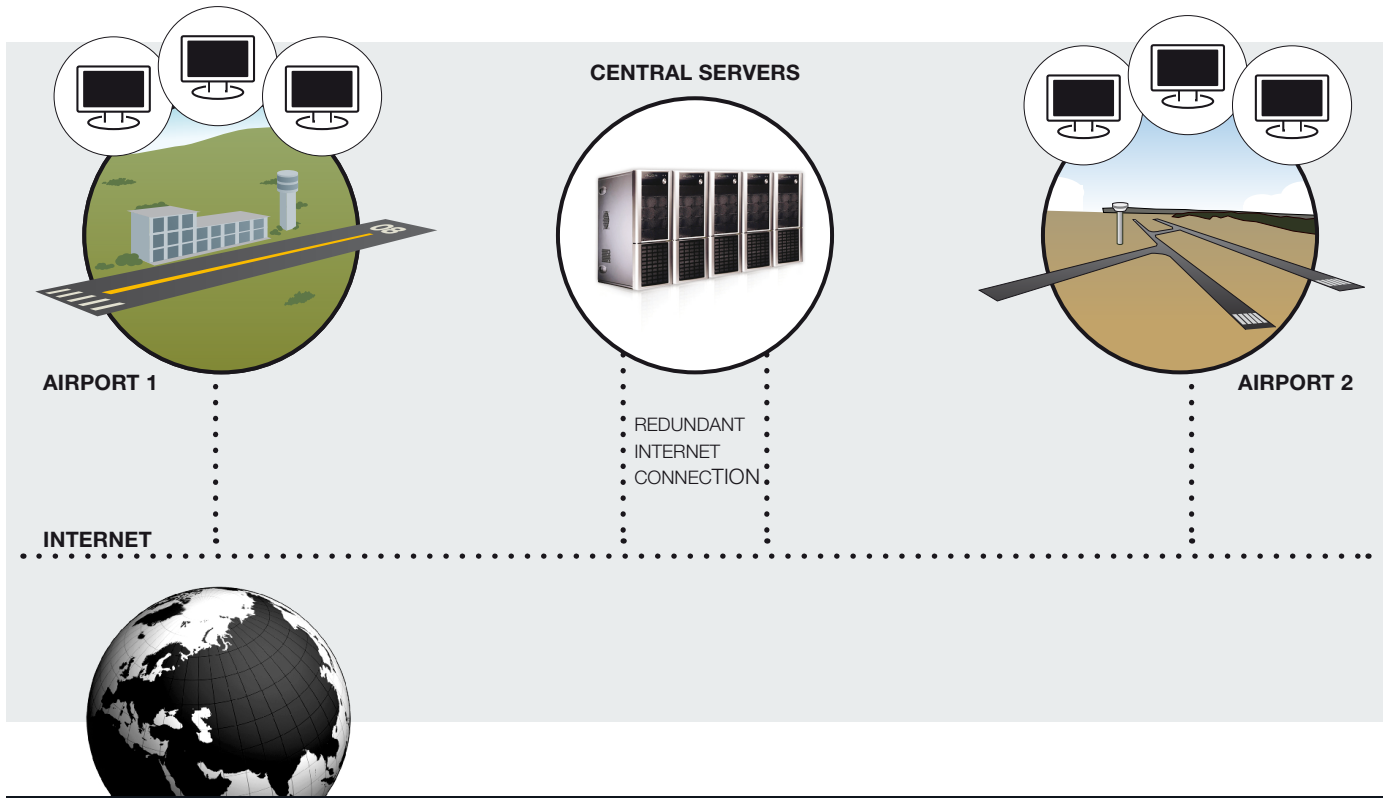 CENTRAL SERVERS
AIRPORT 1
AIRPORT 2
REDUNDANT
INTERNET
CONNECTION
INTERNET
08